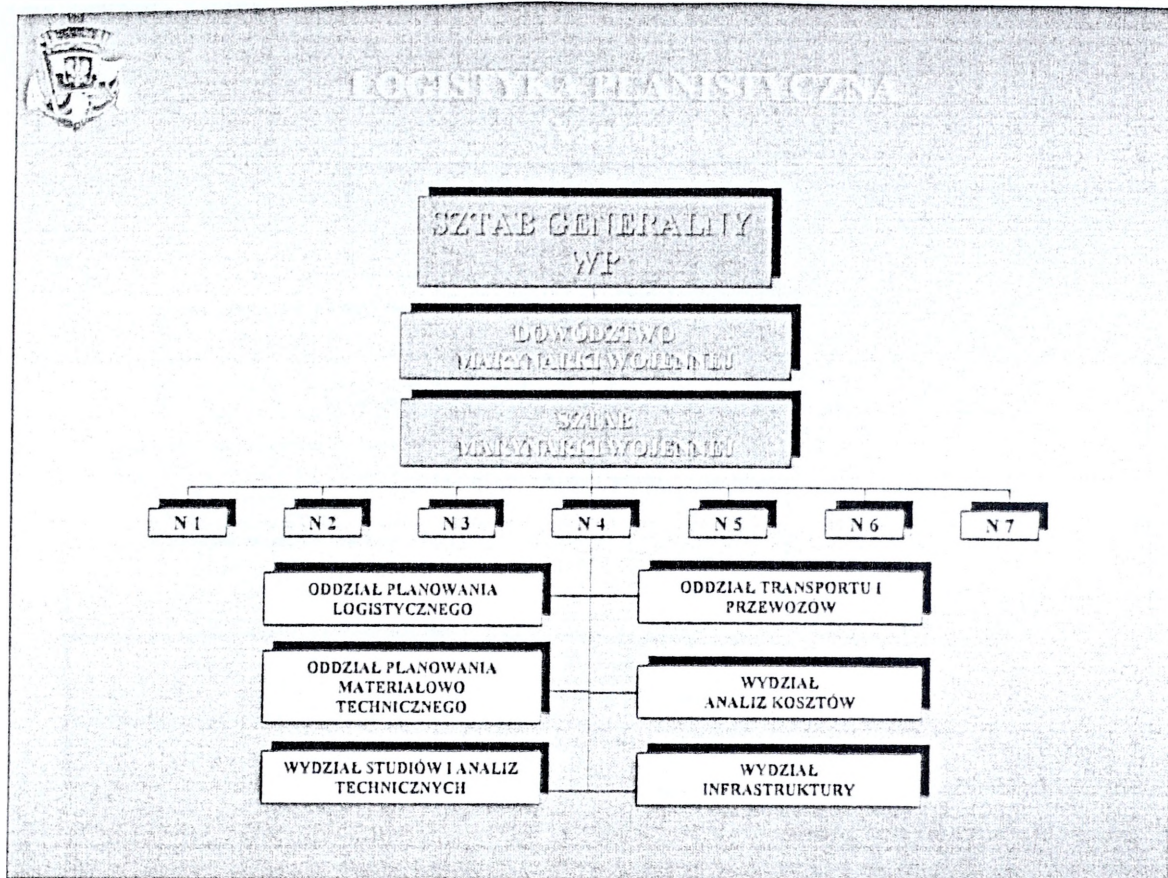 LOGISTYKA PLANISTYCZNA
SZTAB GENERALNY
WP
DOWÓDZTWO
MARYNARKI WOJENNEJ
SZTAB
MARYNARKI WOJENNEJ
N 1
N 2
N 3
N 4
N 5
N 6
N 7
ODDZIAŁ PLANOWANIA
LOGISTYCZNEGO
ODDZIAŁ TRANSPORTU I
PRZEWOZOW
ODDZIAŁ PLANOWANIA
MATERIAŁOWO
TECHNICZNEGO
WYDZIAŁ
ANALIZ KOSZTÓW
WYDZIAŁ STUDIÓW I ANALIZ
TECHNICZNYCH
WYDZIAŁ
INFRASTRUKTURY